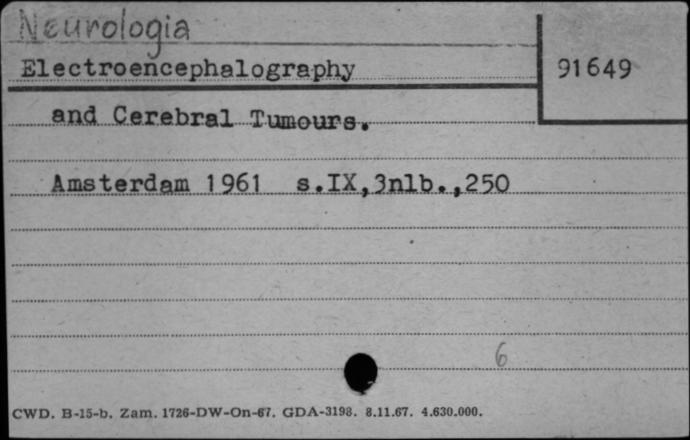 Neurologia
Electroencephalography
91649
and Cerebral Tumours.
Amsterdam 1961 s.IX,3nlb.,250
6
CWD. B-15-b. Zam. 1726-DW-On-67. GDA-3198. 8.11.67. 4.630.000.